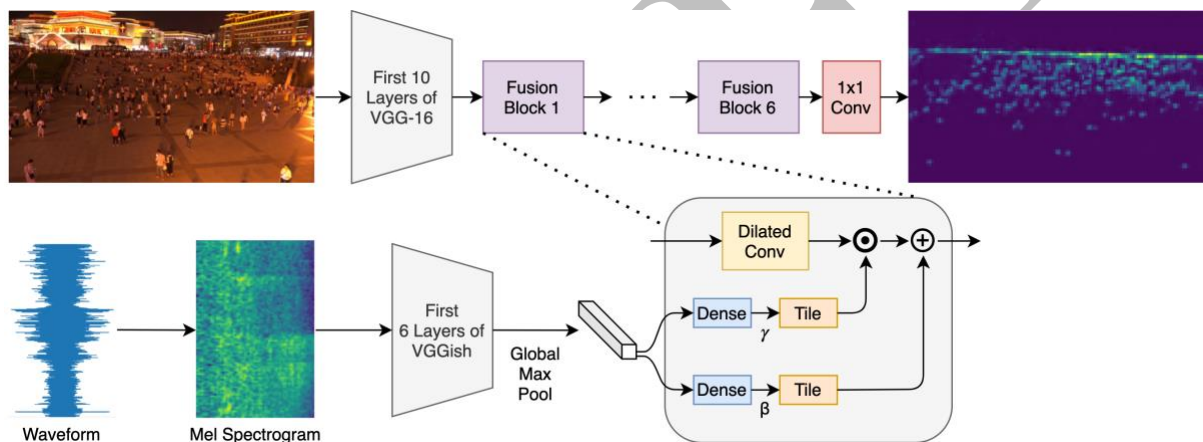 First 10
Layers of
VGG-16
Fusion
Block 1
...
Fusion
Block 6
1x1
Conv
Dilated
Conv
Dense
γ
Tile
Dense
β
Tile
First
6 Layers of
VGGish
Global
Max
Pool
Waveform
Mel Spectrogram